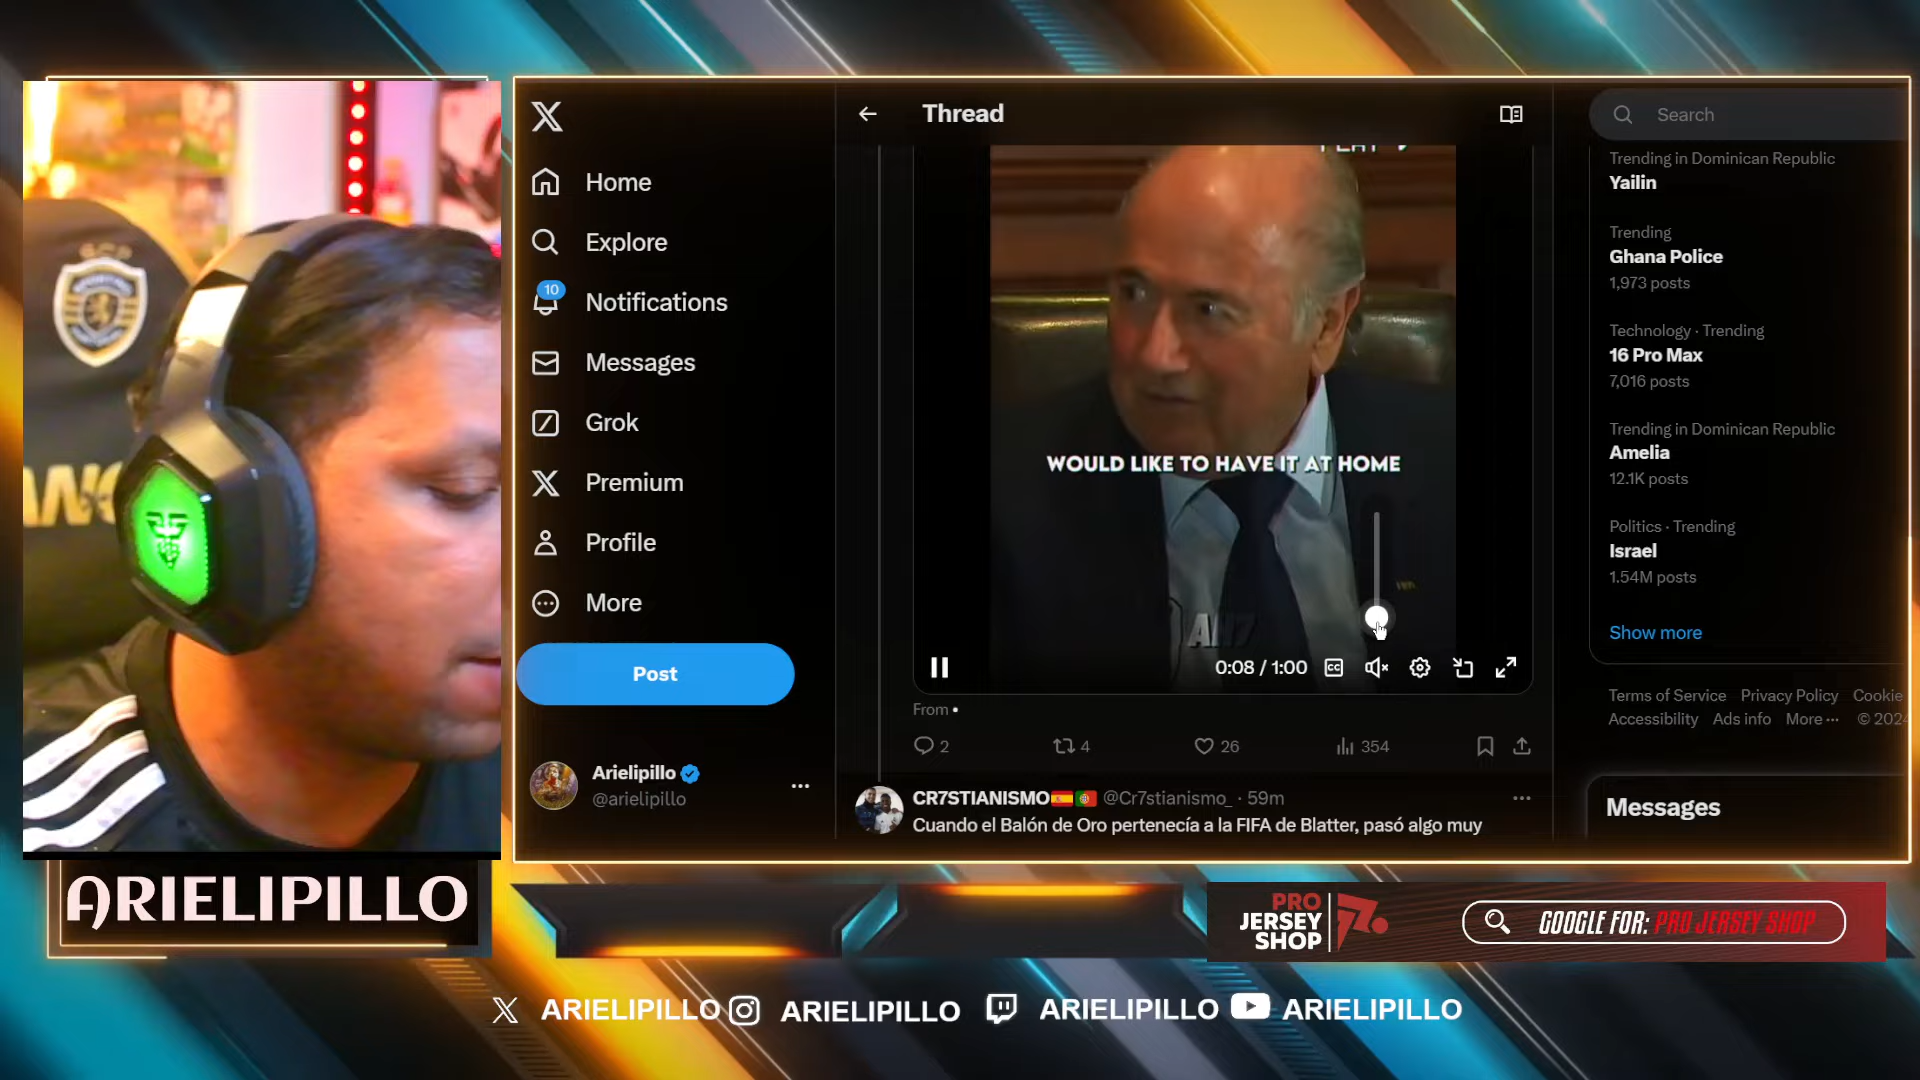 SCP
Home
Explore
10
Notifications
Messages
Grok
Premium
Profile
More
Post
Arielipillo
@arielipillo
Thread
WOULD LIKE TO HAVE IT AT HOME
0:08 / 1:00
CC
From
2
4
26
354
CR7STIANISMO🇪🇸🇵🇹 @Cr7stianismo_ · 59m
Cuando el Balón de Oro pertenecía a la FIFA de Blatter, pasó algo muy
Search
Trending in Dominican Republic
Yailin
Trending
Ghana Police
1,973 posts
Technology · Trending
16 Pro Max
7,016 posts
Trending in Dominican Republic
Amelia
12.1K posts
Politics · Trending
Israel
1.54M posts
Show more
Terms of Service Privacy Policy Cookie
Accessibility Ads info More ··· © 2024
Messages
ARIELIPILLO
PRO
JERSEY
SHOP
GOOGLE FOR: PRO JERSEY SHOP
ARIELIPILLO ARIELIPILLO ARIELIPILLO ARIELIPILLO